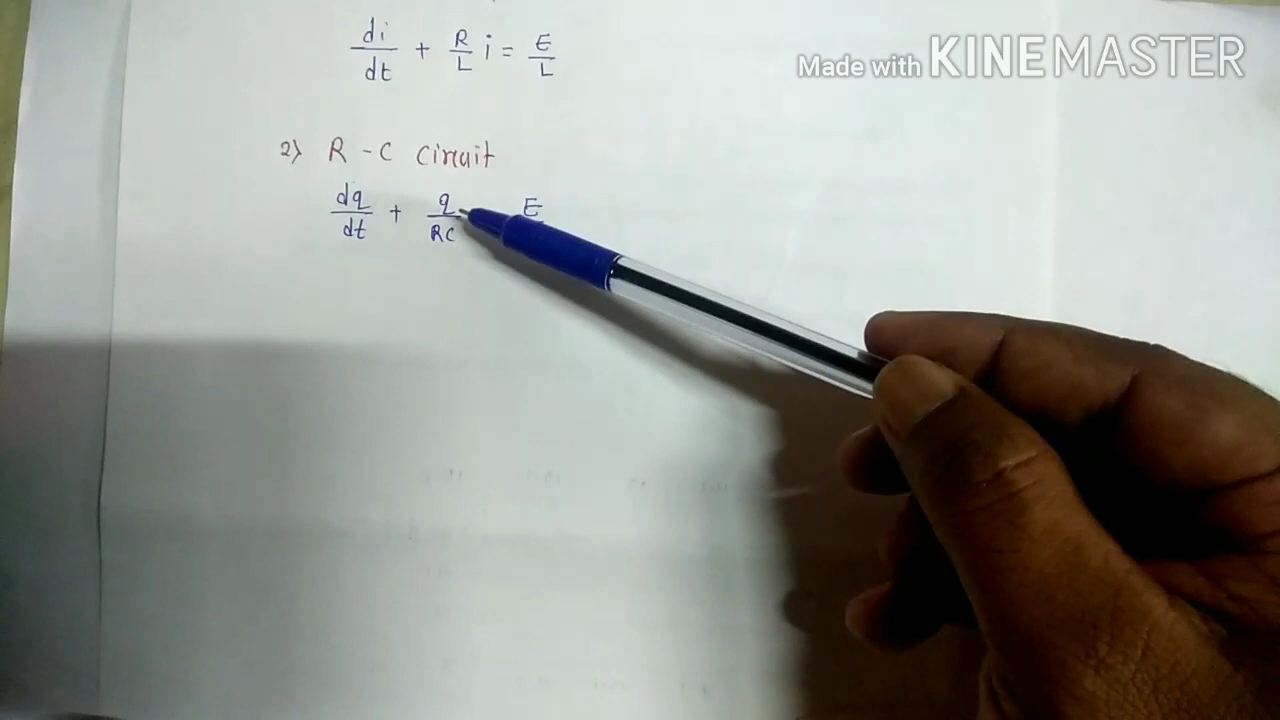 di/dt + R/L i = E/L
Made with KINEMASTER
2) R - C Circuit
dq/dt + q/RC E